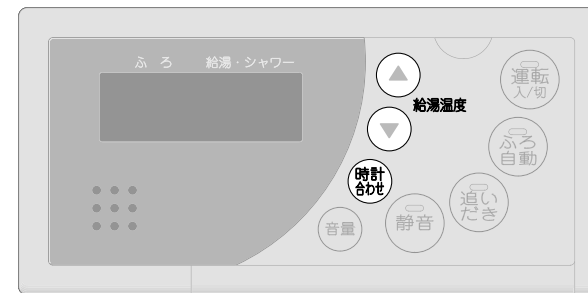 ふろ 給湯・シャワー
▲
給湯温度
▼
時計
合わせ
音量
静音
追い
だき
ふろ
自動
運転
入/切